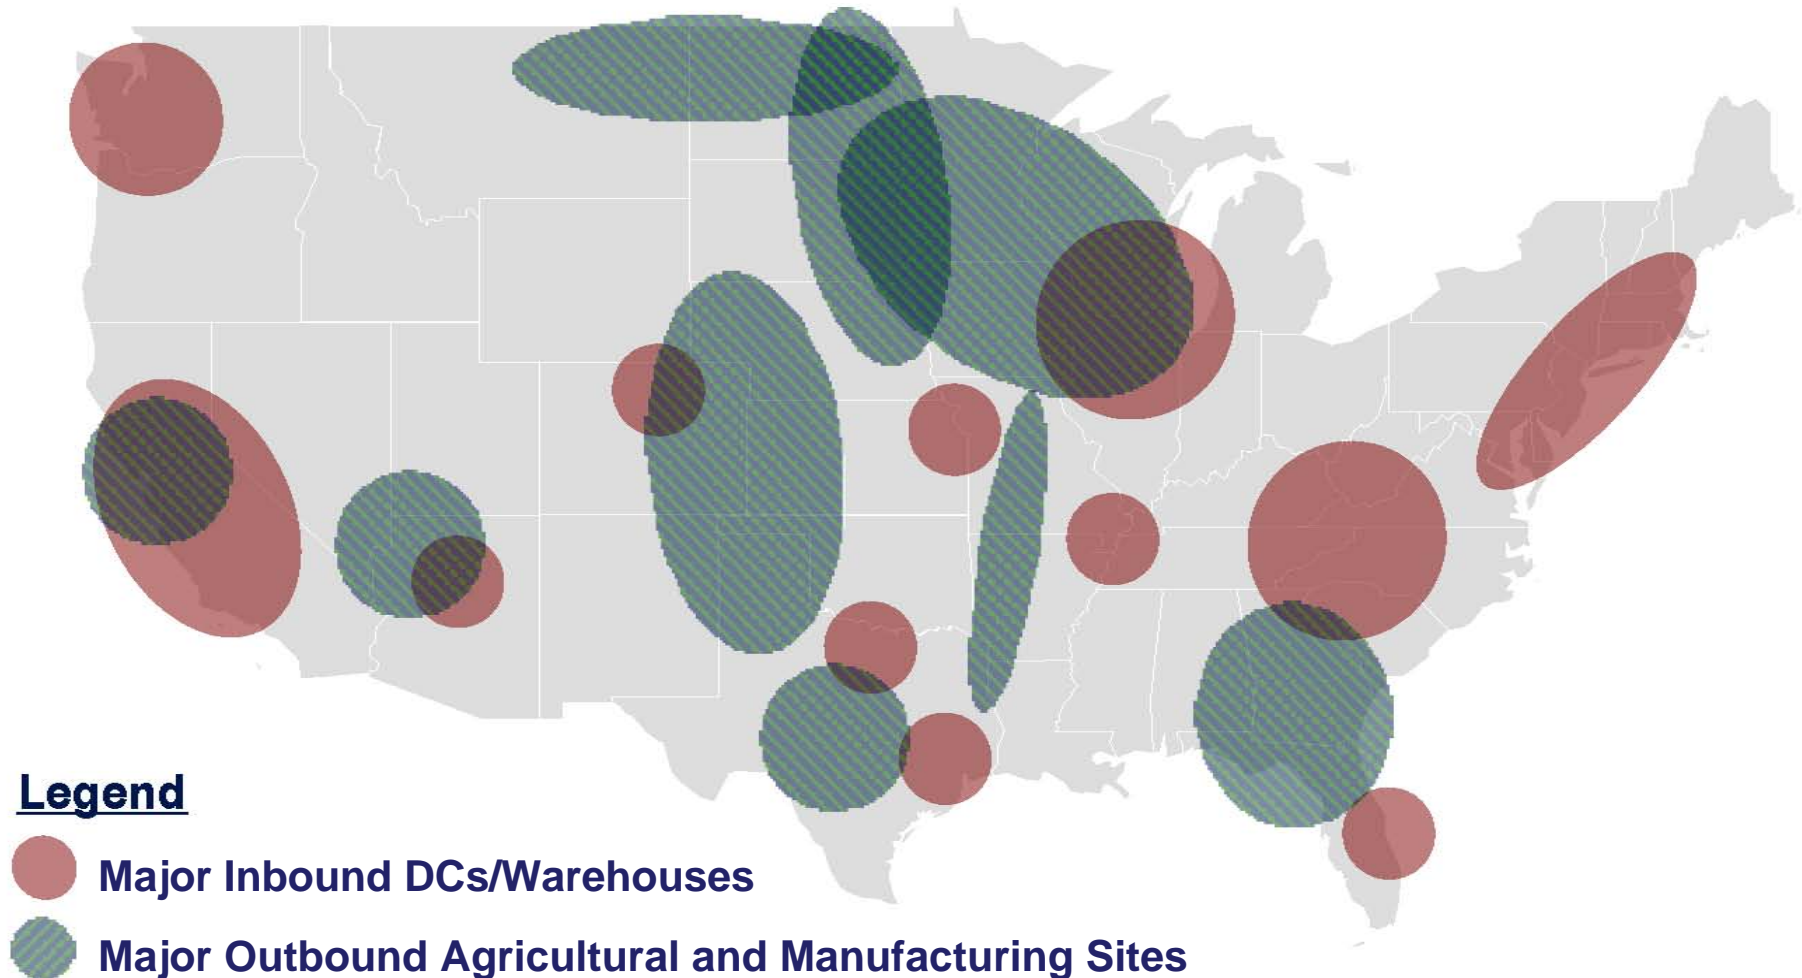 Legend
Major Inbound DCs/Warehouses
Major Outbound Agricultural and Manufacturing Sites